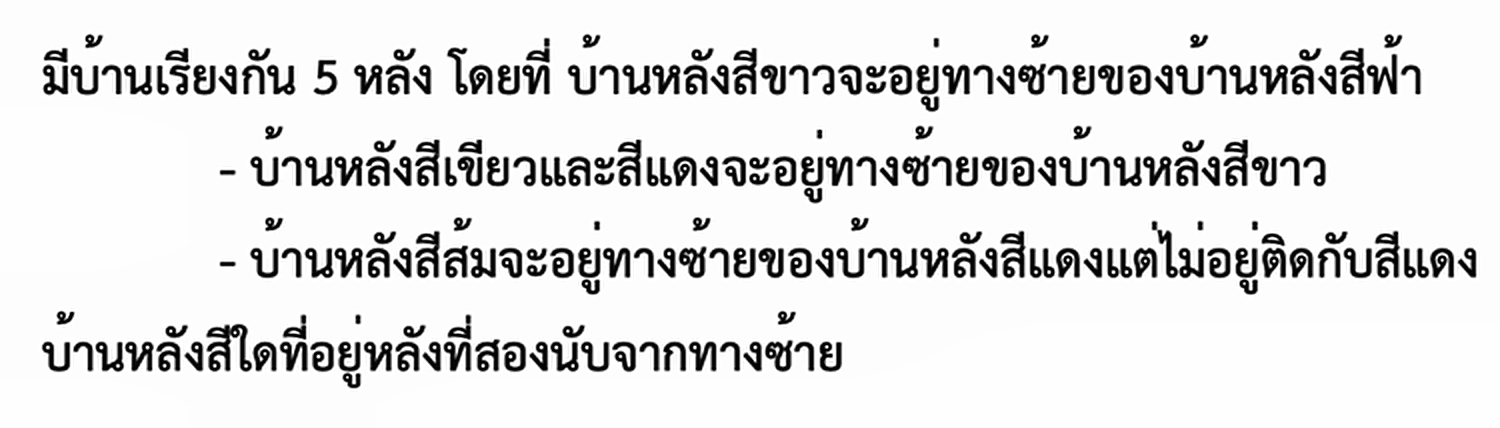 มีบ้านเรียงกัน 5 หลัง โดยที่ บ้านหลังสีขาวจะอยู่ทางซ้ายของบ้านหลังสีฟ้า
- บ้านหลังสีเขียวและสีแดงจะอยู่ทางซ้ายของบ้านหลังสีขาว
- บ้านหลังสีส้มจะอยู่ทางซ้ายของบ้านหลังสีแดงแต่ไม่อยู่ติดกับสีแดง
บ้านหลังสีใดที่อยู่หลังที่สองนับจากทางซ้าย